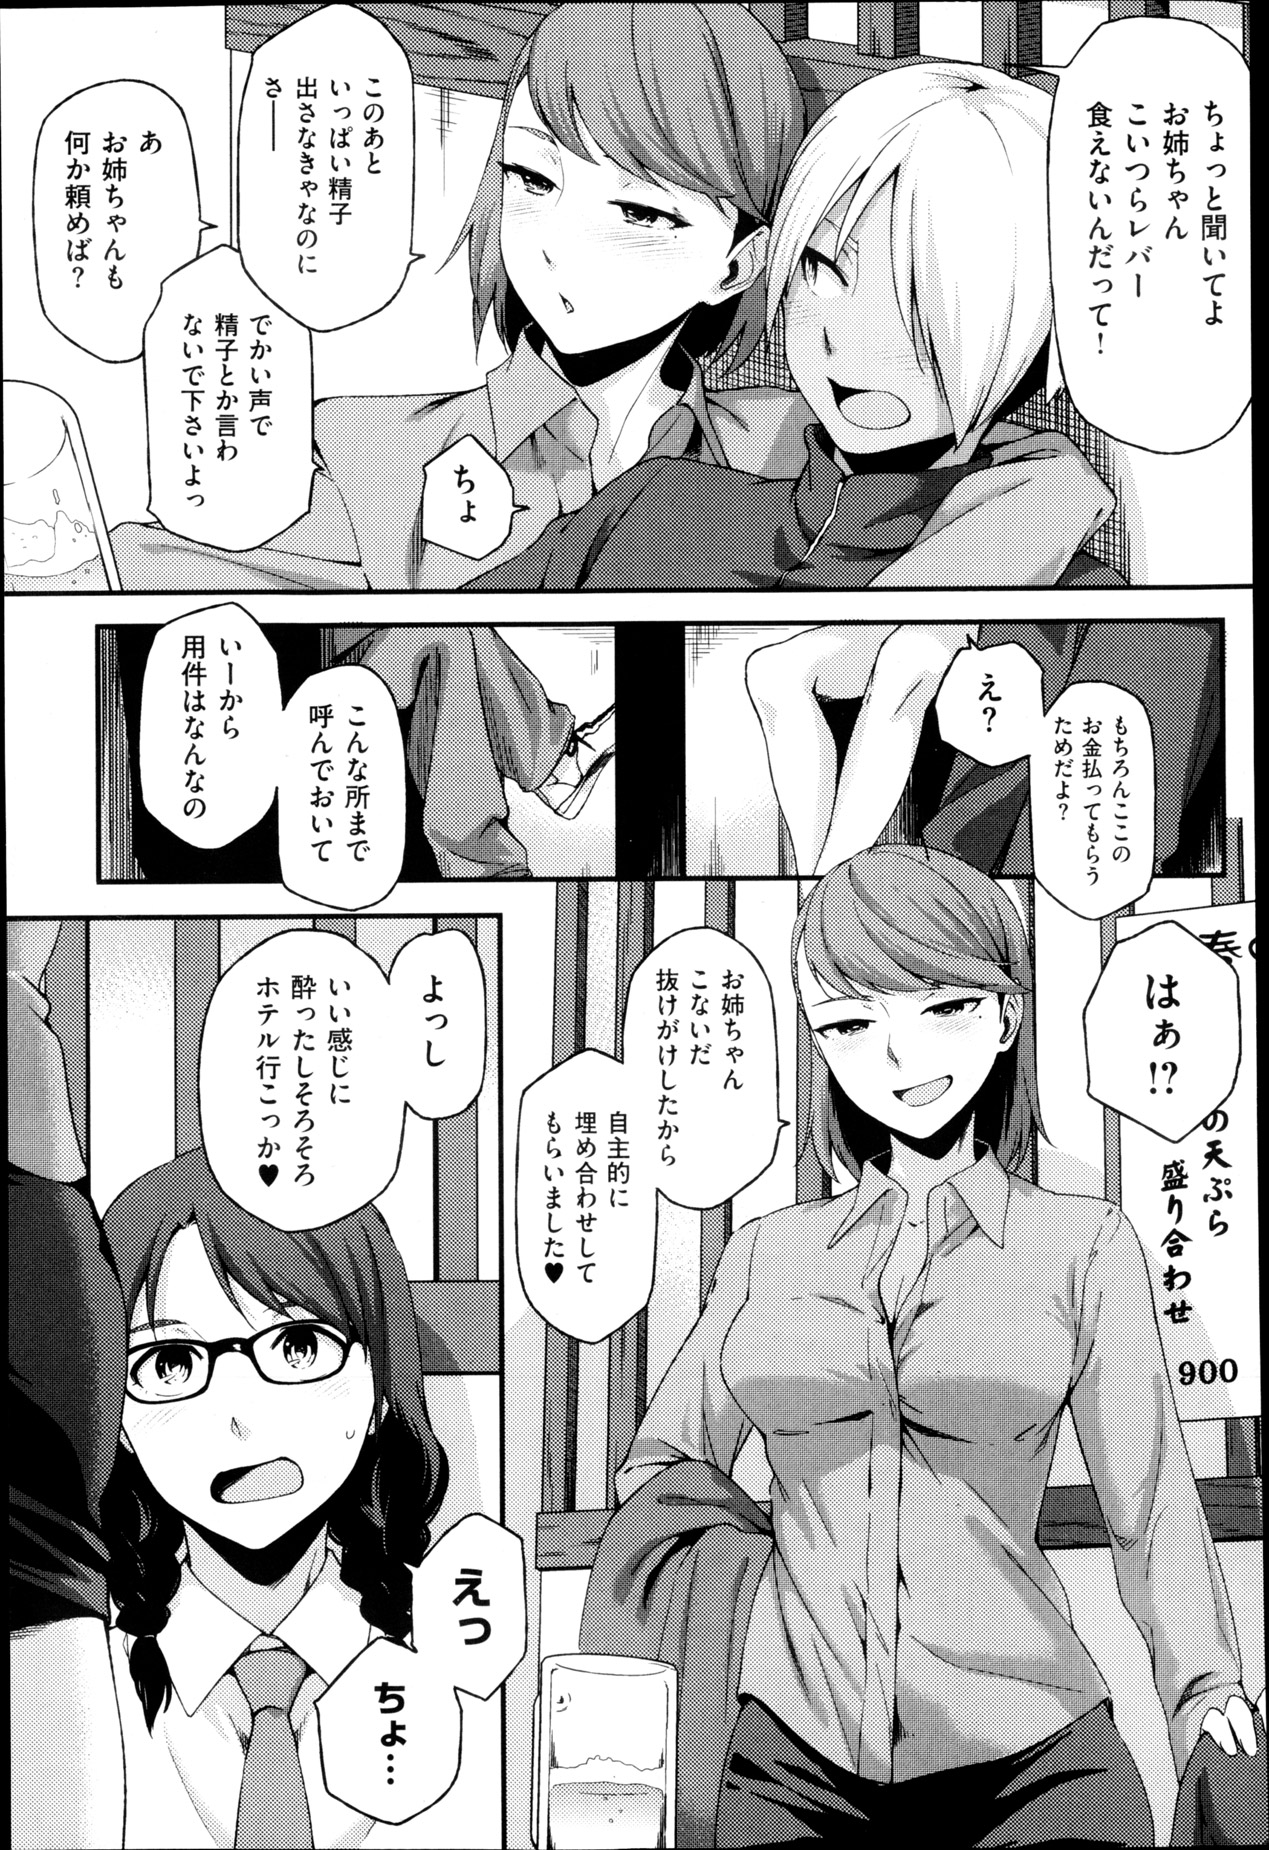 ちょっと聞いてよ
お姉ちゃん
こいつらレバー
食えないんだって!
このあと
いっぱい精子
出さなきゃなのに
さー
ちょ
でかい声で
精子とか言わ
ないで下さいよっ
あ
お姉ちゃんも
何か頼めば?
もちろんここの
お金払ってもらう
ためだよ?
え?
こんな所まで
呼んでおいて
いーから
用件はなんなの
はぁ!?
春の
の天ぷら
盛り合わせ
900
お姉ちゃん
こないだ
抜けがけしたから
自主的に
埋め合わせして
もらいました♥
よっし
いい感じに
酔ったしそろそろ
ホテル行こっか♥
えっ
ちょ…